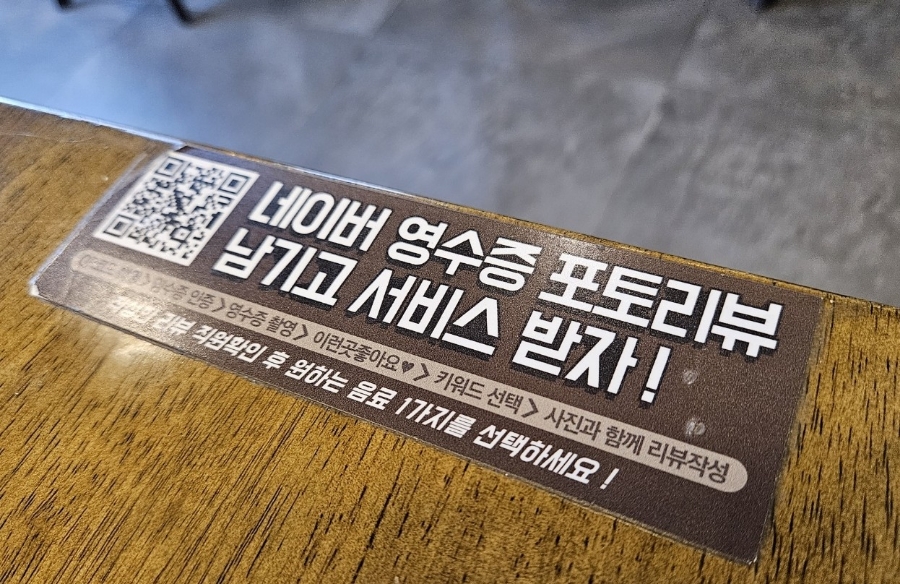 네이버 영수증 포토리뷰
남기고 서비스 받자!
영수증 인증 > 영수증 촬영 > 이런곳좋아요♥ > 키워드 선택 > 사진과 함께 리뷰작성
리뷰 직원확인 후 원하는 음료 1가지를 선택하세요!